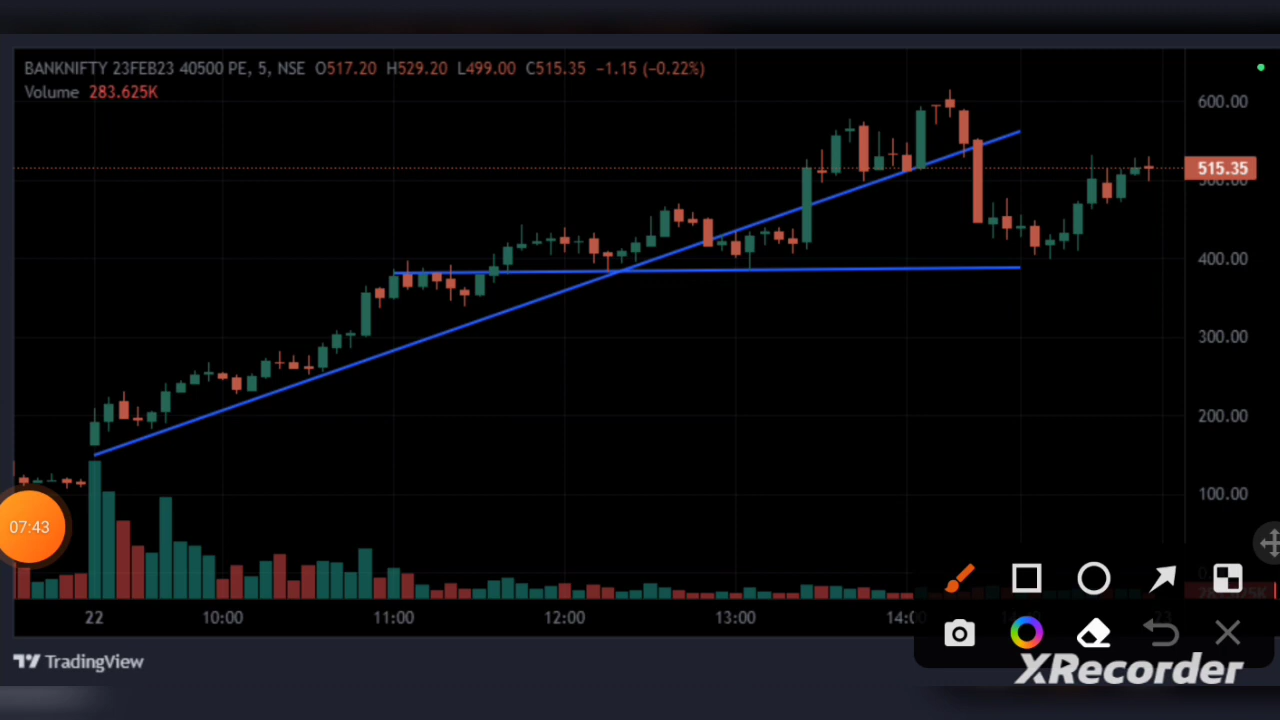 BANKNIFTY 23FEB23 40500 PE, 5, NSE O517.20 H529.20 L499.00 C515.35 −1.15 (−0.22%)
Volume 283.625K
600.00
515.35
400.00
300.00
200.00
100.00
07:43
22 10:00 11:00 12:00 13:00
TradingView
XRecorder